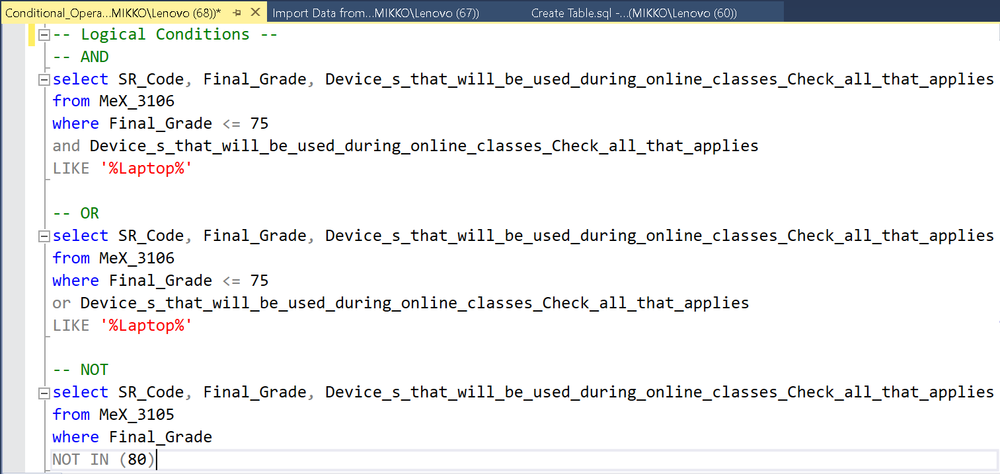 Conditional_Opera...MIKKO\Lenovo (68))* Import Data from...MIKKO\Lenovo (67)) Create Table.sql -...(MIKKO\Lenovo (60))
-- Logical Conditions --
-- AND
select SR_Code, Final_Grade, Device_s_that_will_be_used_during_online_classes_Check_all_that_applies
from MeX_3106
where Final_Grade <= 75
and Device_s_that_will_be_used_during_online_classes_Check_all_that_applies
LIKE '%Laptop%'
-- OR
select SR_Code, Final_Grade, Device_s_that_will_be_used_during_online_classes_Check_all_that_applies
from MeX_3106
where Final_Grade <= 75
or Device_s_that_will_be_used_during_online_classes_Check_all_that_applies
LIKE '%Laptop%'
-- NOT
select SR_Code, Final_Grade, Device_s_that_will_be_used_during_online_classes_Check_all_that_applies
from MeX_3105
where Final_Grade
NOT IN (80)